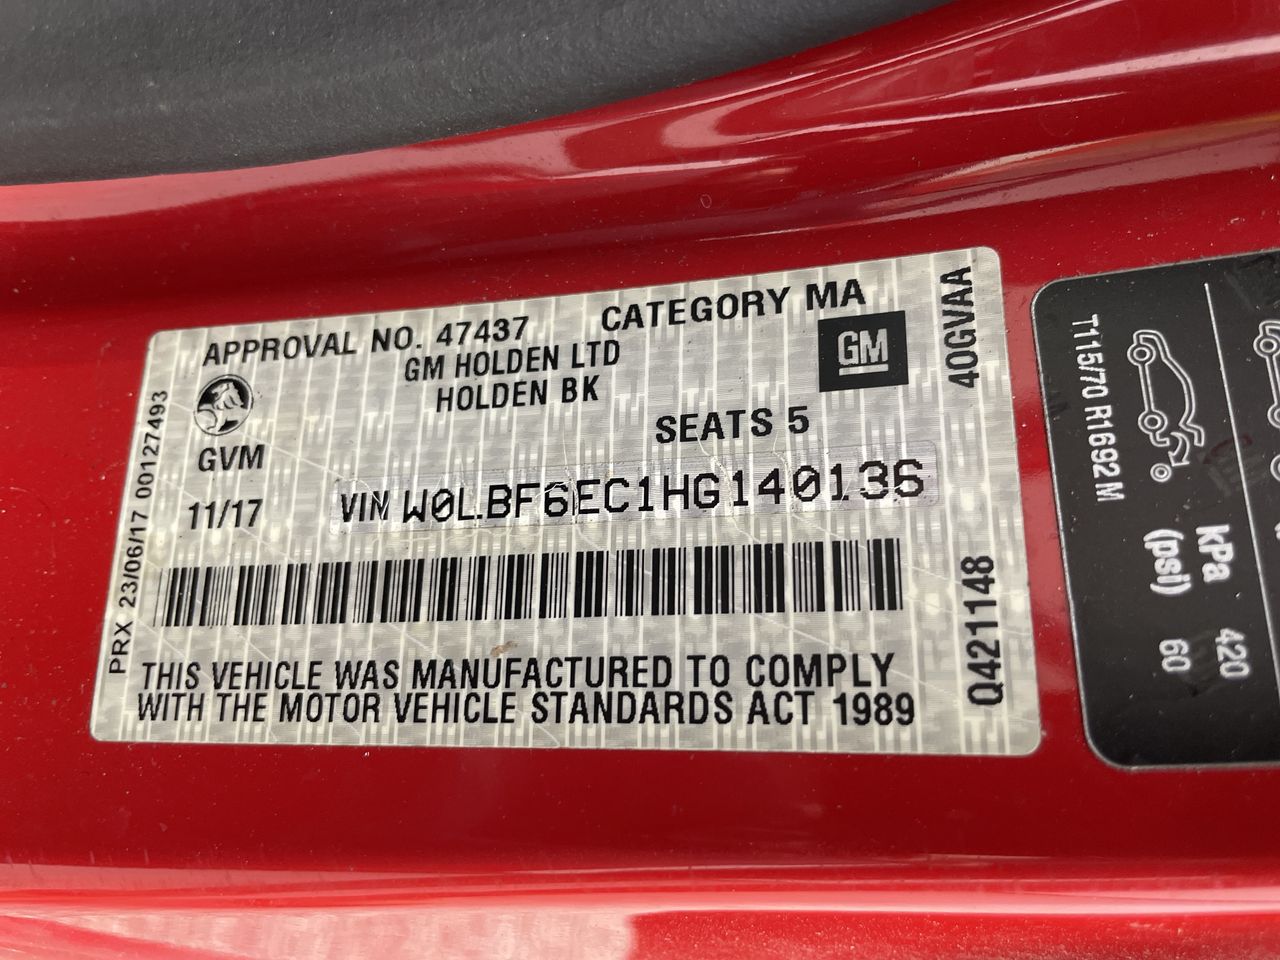 APPROVAL NO. 47437
CATEGORY MA
GM HOLDEN LTD
HOLDEN BK
GM
40GVAA
GVM
SEATS 5
11/17
VIN W0LBF6EC1HG140136
PRX 23/06/17 00127493
Q421148
THIS VEHICLE WAS MANUFACTURED TO COMPLY
WITH THE MOTOR VEHICLE STANDARDS ACT 1989
T115/70 R1692M
kPa 420
(psi) 60